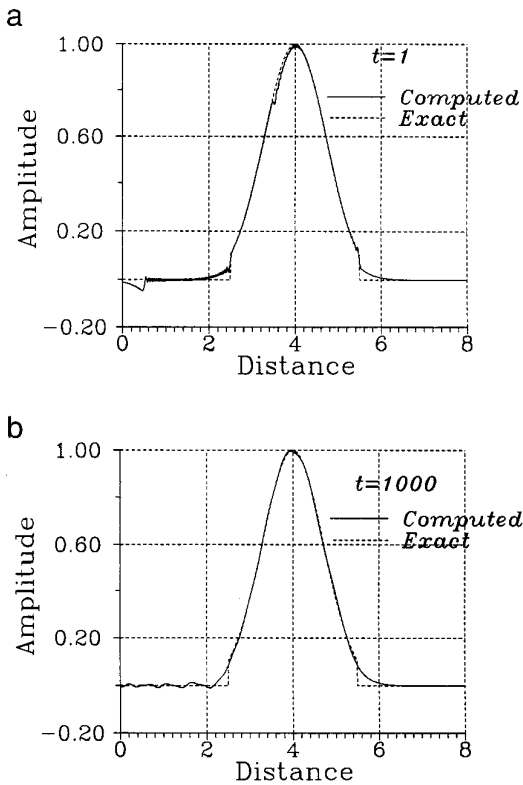 a
1.00
t=1
Computed
Exact
0.60
Amplitude
0.20
−0.20
0 2 4 6 8
Distance
b
1.00
t=1000
Computed
Exact
0.60
Amplitude
0.20
−0.20
0 2 4 6 8
Distance